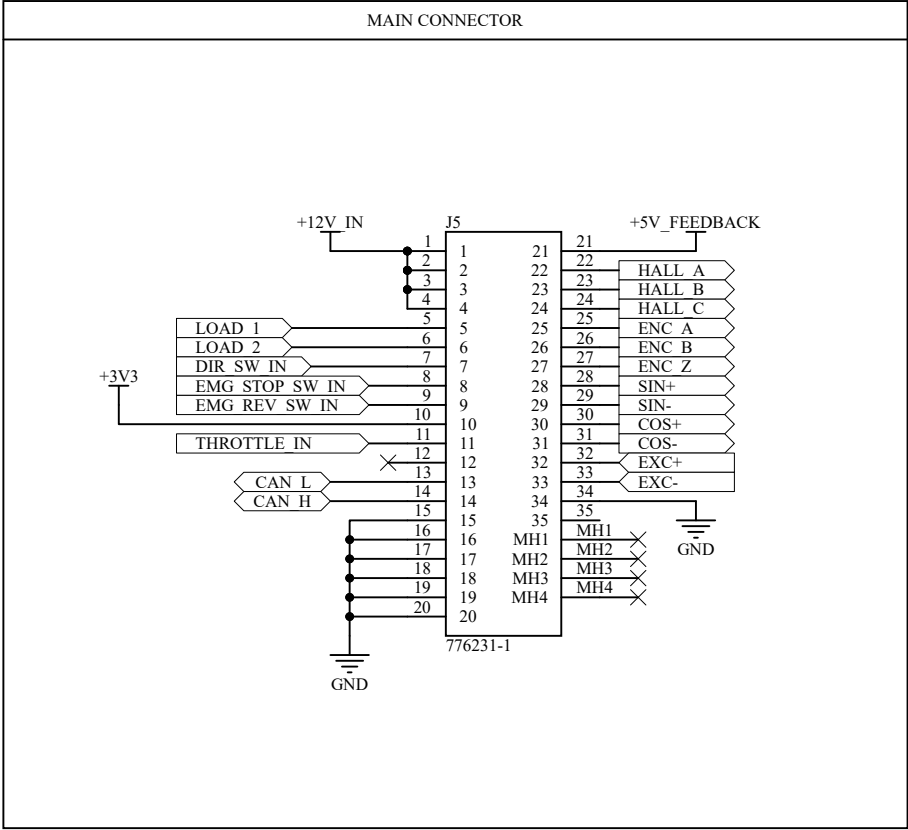 MAIN CONNECTOR
+12V_IN
J5
+5V_FEEDBACK
1 1 21 21
2 2 22 22 HALL_A
3 3 23 23 HALL_B
4 4 24 24 HALL_C
LOAD_1 5 5 25 25 ENC_A
LOAD_2 6 6 26 26 ENC_B
DIR_SW_IN 7 7 27 27 ENC_Z
+3V3
EMG_STOP_SW_IN 8 8 28 28 SIN+
EMG_REV_SW_IN 9 9 29 29 SIN-
10 10 30 30 COS+
THROTTLE_IN 11 11 31 31 COS-
12 12 32 32 EXC+
CAN_L 13 13 33 33 EXC-
CAN_H 14 14 34 34
15 15 35 35
16 16 MH1 MH1
GND
17 17 MH2 MH2
18 18 MH3 MH3
19 19 MH4 MH4
20 20
776231-1
GND